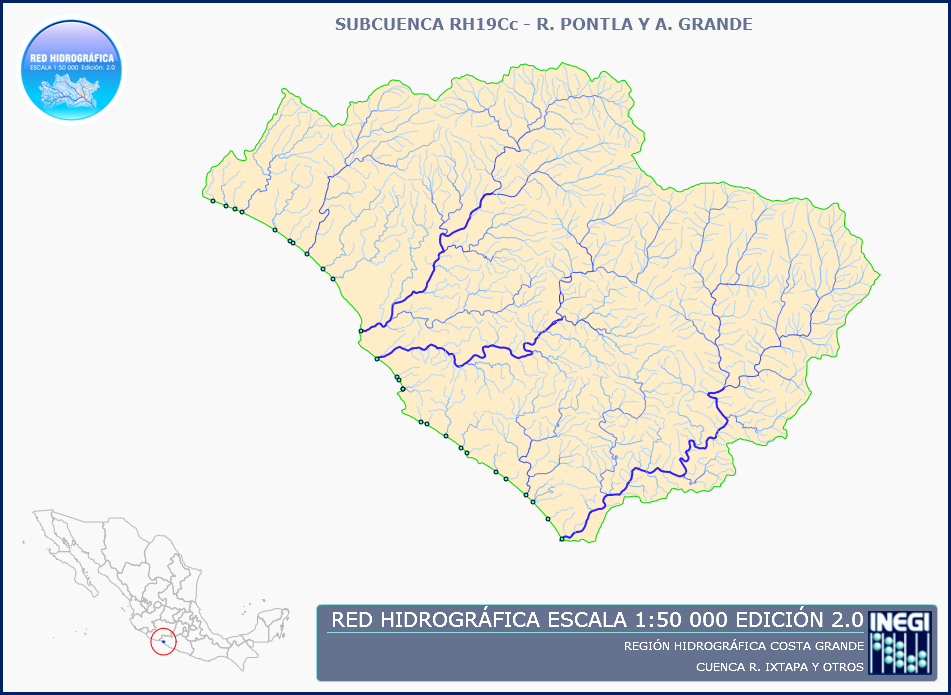 SUBCUENCA RH19Cc - R. PONTLA Y A. GRANDE
RED HIDROGRÁFICA
ESCALA 1:50 000 Edición: 2.0
RED HIDROGRÁFICA ESCALA 1:50 000 EDICIÓN 2.0
REGIÓN HIDROGRÁFICA COSTA GRANDE
CUENCA R. IXTAPA Y OTROS
INEGI